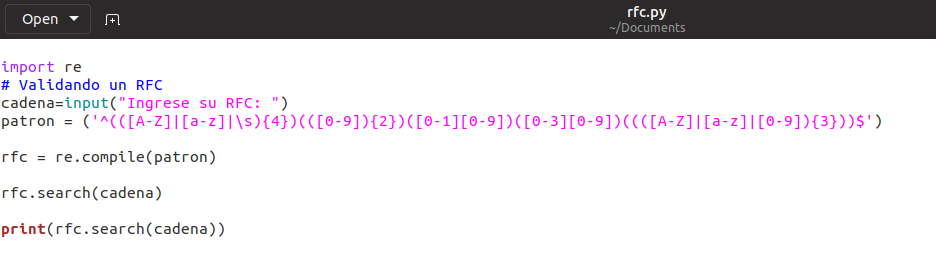 Open
rfc.py
~/Documents
import re
# Validando un RFC
cadena=input("Ingrese su RFC: ")
patron = ('^(([A-Z]|[a-z]|\s){4})(([0-9]){2})([0-1][0-9])([0-3][0-9])((([A-Z]|[a-z]|[0-9]){3}))$')
rfc = re.compile(patron)
rfc.search(cadena)
print(rfc.search(cadena))